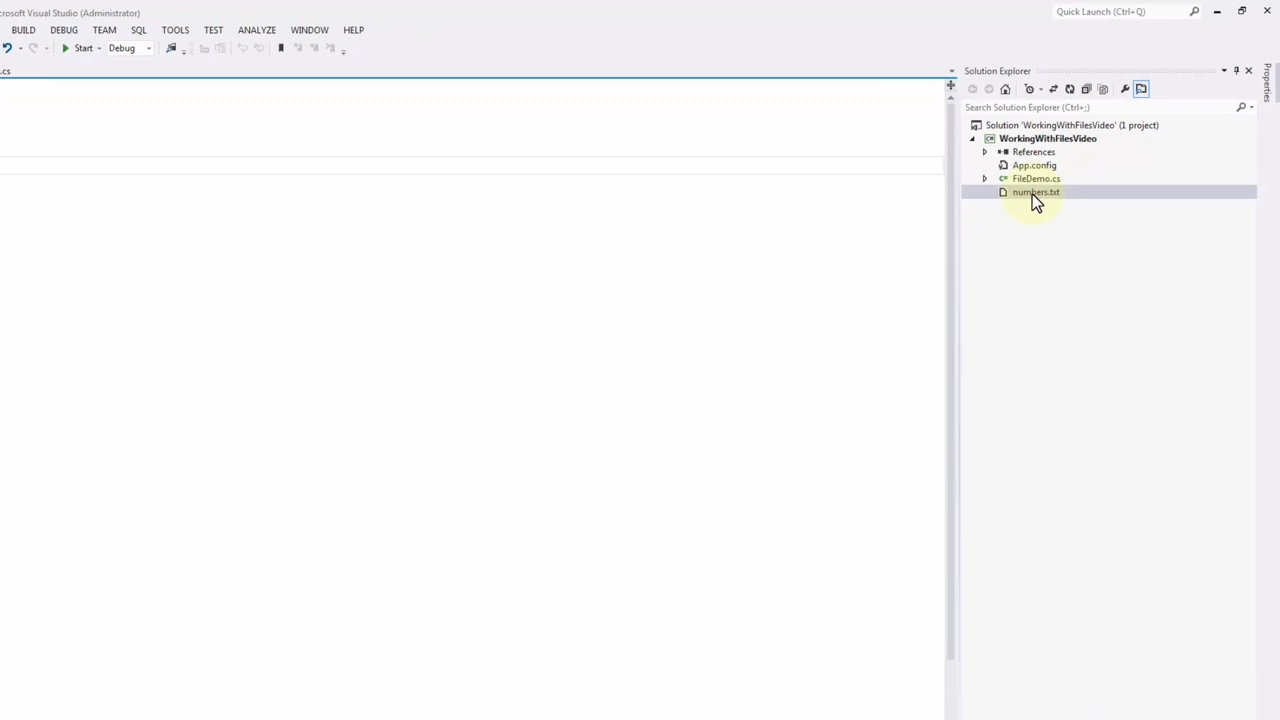 crosoft Visual Studio (Administrator)
Quick Launch (Ctrl+Q)
BUILD DEBUG TEAM SQL TOOLS TEST ANALYZE WINDOW HELP
Start Debug
.cs
Solution Explorer
Properties
Search Solution Explorer (Ctrl+;)
Solution 'WorkingWithFilesVideo' (1 project)
WorkingWithFilesVideo
References
App.config
FileDemo.cs
numbers.txt